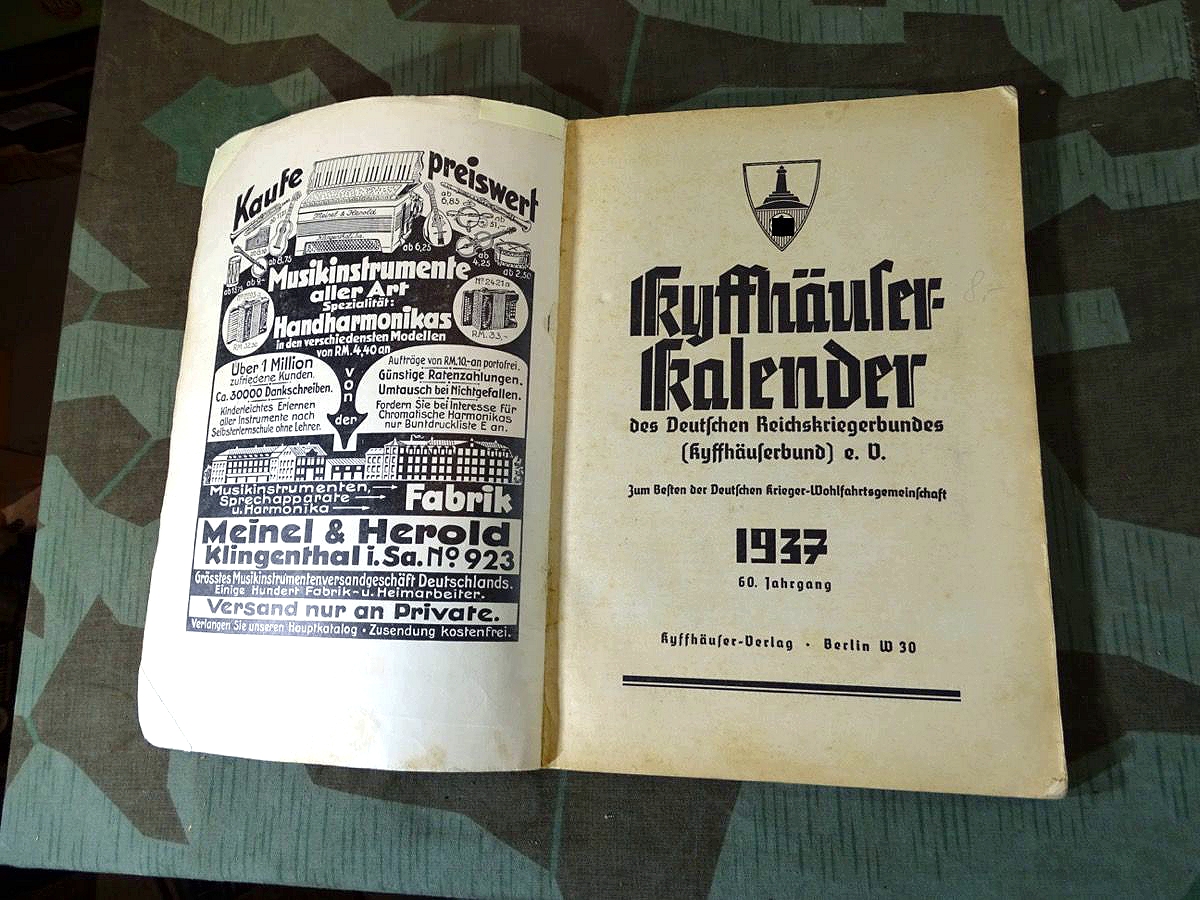 Kaufe preiswert
Meinel & Herold
ab 6,85
ab 8,75
ab 6,25
ab 4,25
ab 2,50
Musikinstrumente
aller Art
Spezialität:
Handharmonikas
in den verschiedensten Modellen
von RM. 4,40 an
No 2421a
RM. 33,-
Über 1 Million
zufriedene Kunden.
Ca. 30000 Dankschreiben.
Kinderleichtes Erlernen
aller Instrumente nach
Selbsterlernschule ohne Lehrer.
von der
Aufträge von RM.10,- an portofrei.
Günstige Ratenzahlungen.
Umtausch bei Nichtgefallen.
Fordern Sie bei Interesse für
Chromatische Harmonikas
nur Buntdruckliste E an.
Musikinstrumenten,
Sprechapparate
u. Harmonika
Fabrik
Meinel & Herold
Klingenthal i. Sa. No 923
Grösstes Musikinstrumentenversandgeschäft Deutschlands.
Einige Hundert Fabrik- u. Heimarbeiter.
Versand nur an Private.
Verlangen Sie unseren Hauptkatalog • Zusendung kostenfrei.
Kyffhäuser-
Kalender
des Deutschen Reichskriegerbundes
(Kyffhäuserbund) e. V.
Zum Besten der Deutschen Krieger-Wohlfahrtsgemeinschaft
1937
60. Jahrgang
Kyffhäuser-Verlag · Berlin W 30